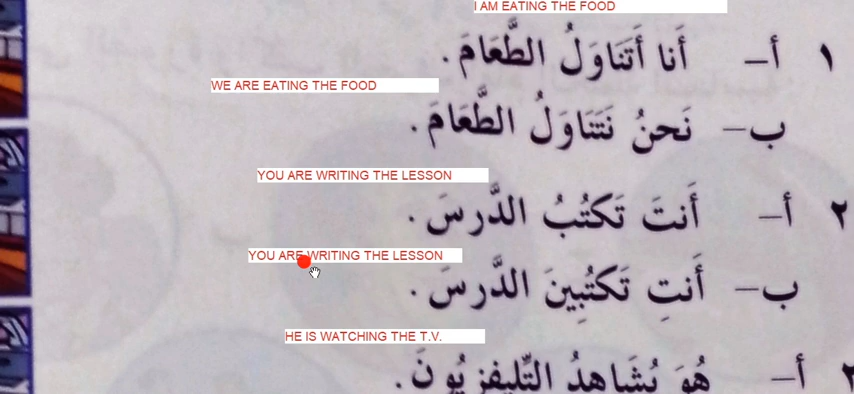 I AM EATING THE FOOD
١ أ– أَنا أَتَنَاوَلُ الطَّعَامَ.
WE ARE EATING THE FOOD
ب– نَحنُ نَتَنَاوَلُ الطَّعَامَ.
YOU ARE WRITING THE LESSON
٢ أ– أَنتَ تَكتُبُ الدَّرسَ.
YOU ARE WRITING THE LESSON
ب– أَنتِ تَكتُبِينَ الدَّرسَ.
HE IS WATCHING THE T.V.
أ– هُوَ يُشَاهِدُ التِّلِيفِزيُونَ.